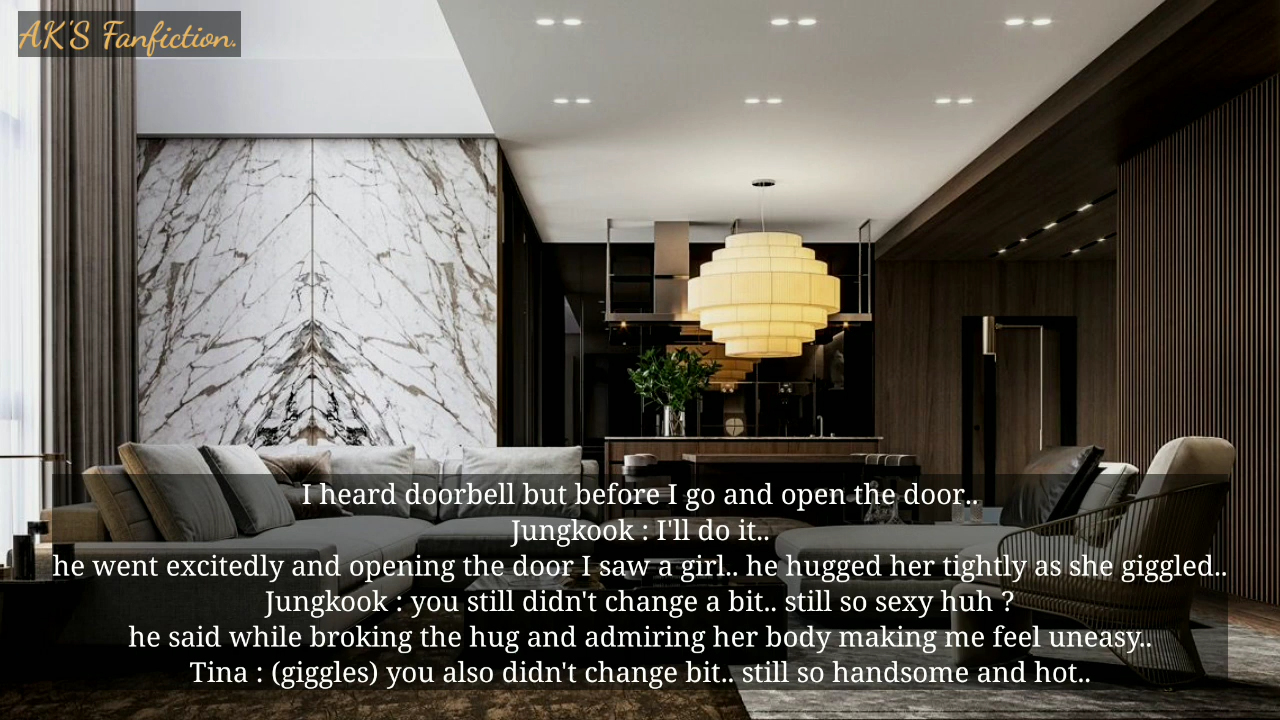 AK'S Fanfiction.
I heard doorbell but before I go and open the door..
Jungkook : I'll do it..
he went excitedly and opening the door I saw a girl.. he hugged her tightly as she giggled..
Jungkook : you still didn't change a bit.. still so sexy huh ?
he said while broking the hug and admiring her body making me feel uneasy..
Tina : (giggles) you also didn't change bit.. still so handsome and hot..